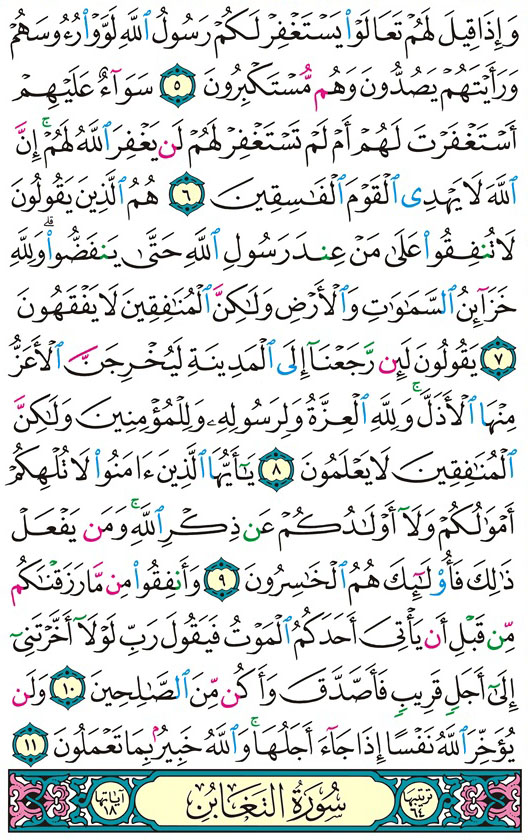 وَإِذَا قِيلَ لَهُمْ تَعَالَوْا۟ يَسْتَغْفِرْ لَكُمْ رَسُولُ ٱللَّهِ لَوَّوْا۟ رُءُوسَهُمْ
وَرَأَيْتَهُمْ يَصُدُّونَ وَهُم مُّسْتَكْبِرُونَ ٥ سَوَآءٌ عَلَيْهِمْ
أَسْتَغْفَرْتَ لَهُمْ أَمْ لَمْ تَسْتَغْفِرْ لَهُمْ لَن يَغْفِرَ ٱللَّهُ لَهُمْ ۚ إِنَّ
ٱللَّهَ لَا يَهْدِى ٱلْقَوْمَ ٱلْفَـٰسِقِينَ ٦ هُمُ ٱلَّذِينَ يَقُولُونَ
لَا تُنفِقُوا۟ عَلَىٰ مَنْ عِندَ رَسُولِ ٱللَّهِ حَتَّىٰ يَنفَضُّوا۟ ۗ وَلِلَّهِ
خَزَآئِنُ ٱلسَّمَـٰوَٰتِ وَٱلْأَرْضِ وَلَـٰكِنَّ ٱلْمُنَـٰفِقِينَ لَا يَفْقَهُونَ
٧ يَقُولُونَ لَئِن رَّجَعْنَآ إِلَى ٱلْمَدِينَةِ لَيُخْرِجَنَّ ٱلْأَعَزُّ
مِنْهَا ٱلْأَذَلَّ ۚ وَلِلَّهِ ٱلْعِزَّةُ وَلِرَسُولِهِۦ وَلِلْمُؤْمِنِينَ وَلَـٰكِنَّ
ٱلْمُنَـٰفِقِينَ لَا يَعْلَمُونَ ٨ يَـٰٓأَيُّهَا ٱلَّذِينَ ءَامَنُوا۟ لَا تُلْهِكُمْ
أَمْوَٰلُكُمْ وَلَآ أَوْلَـٰدُكُمْ عَن ذِكْرِ ٱللَّهِ ۚ وَمَن يَفْعَلْ
ذَٰلِكَ فَأُو۟لَـٰٓئِكَ هُمُ ٱلْخَـٰسِرُونَ ٩ وَأَنفِقُوا۟ مِن مَّا رَزَقْنَـٰكُم
مِّن قَبْلِ أَن يَأْتِىَ أَحَدَكُمُ ٱلْمَوْتُ فَيَقُولَ رَبِّ لَوْلَآ أَخَّرْتَنِىٓ
إِلَىٰٓ أَجَلٍ قَرِيبٍ فَأَصَّدَّقَ وَأَكُن مِّنَ ٱلصَّـٰلِحِينَ ١٠ وَلَن
يُؤَخِّرَ ٱللَّهُ نَفْسًا إِذَا جَآءَ أَجَلُهَا ۚ وَٱللَّهُ خَبِيرٌۢ بِمَا تَعْمَلُونَ ١١
ترتيبها ٦٤ سُورَةُ التَّغَابُنِ آياتها ١٨